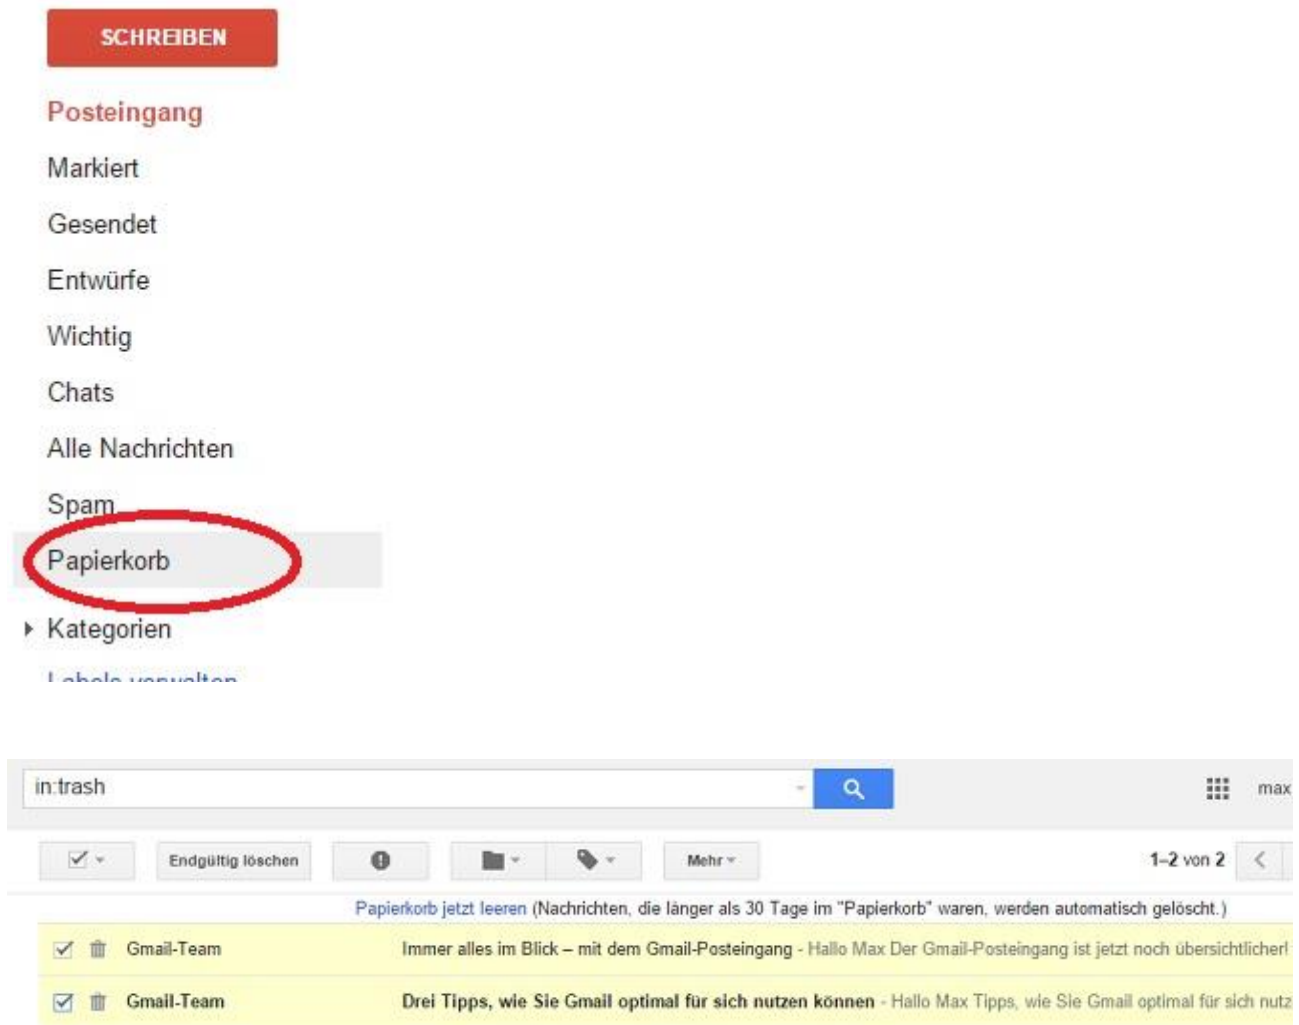 SCHREIBEN
Posteingang
Markiert
Gesendet
Entwürfe
Wichtig
Chats
Alle Nachrichten
Spam
Papierkorb
Kategorien
Labels verwalten
in:trash
max
Endgültig löschen
Mehr
1–2 von 2
Papierkorb jetzt leeren (Nachrichten, die länger als 30 Tage im "Papierkorb" waren, werden automatisch gelöscht.)
Gmail-Team Immer alles im Blick – mit dem Gmail-Posteingang - Hallo Max Der Gmail-Posteingang ist jetzt noch übersichtlicher!
Gmail-Team Drei Tipps, wie Sie Gmail optimal für sich nutzen können - Hallo Max Tipps, wie Sie Gmail optimal für sich nutz